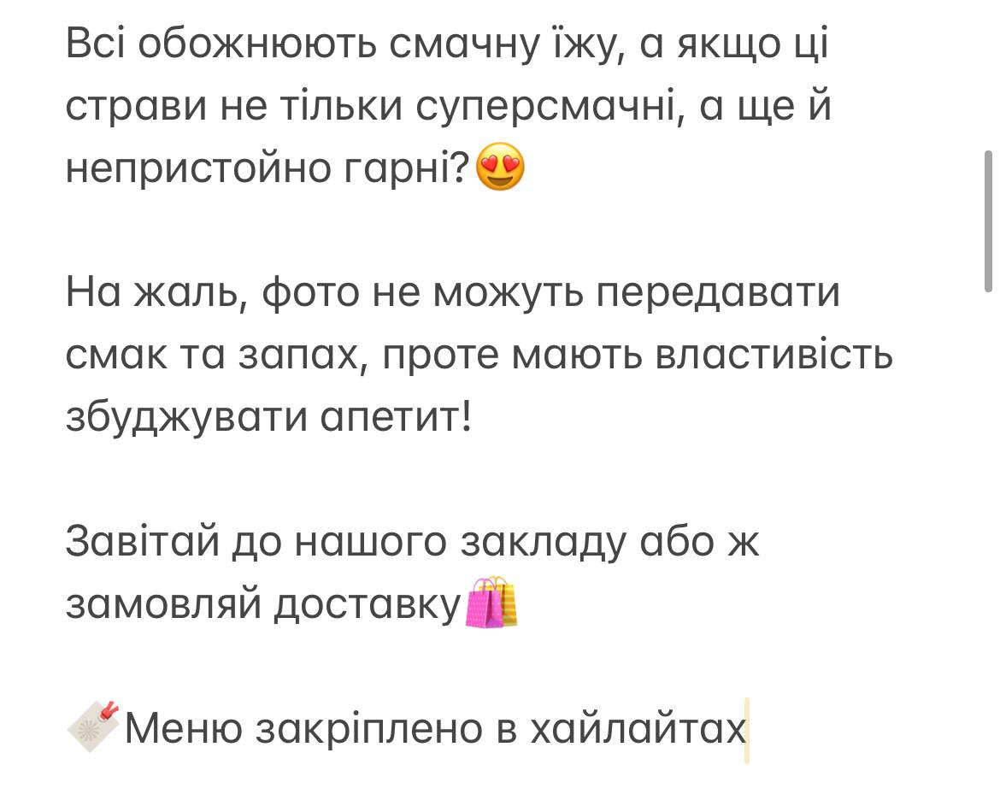 Всі обожнюють смачну їжу, а якщо ці
страви не тільки суперсмачні, а ще й
непристойно гарні?😍
На жаль, фото не можуть передавати
смак та запах, проте мають властивість
збуджувати апетит!
Завітай до нашого закладу або ж
замовляй доставку🛍️
Меню закріплено в хайлайтах